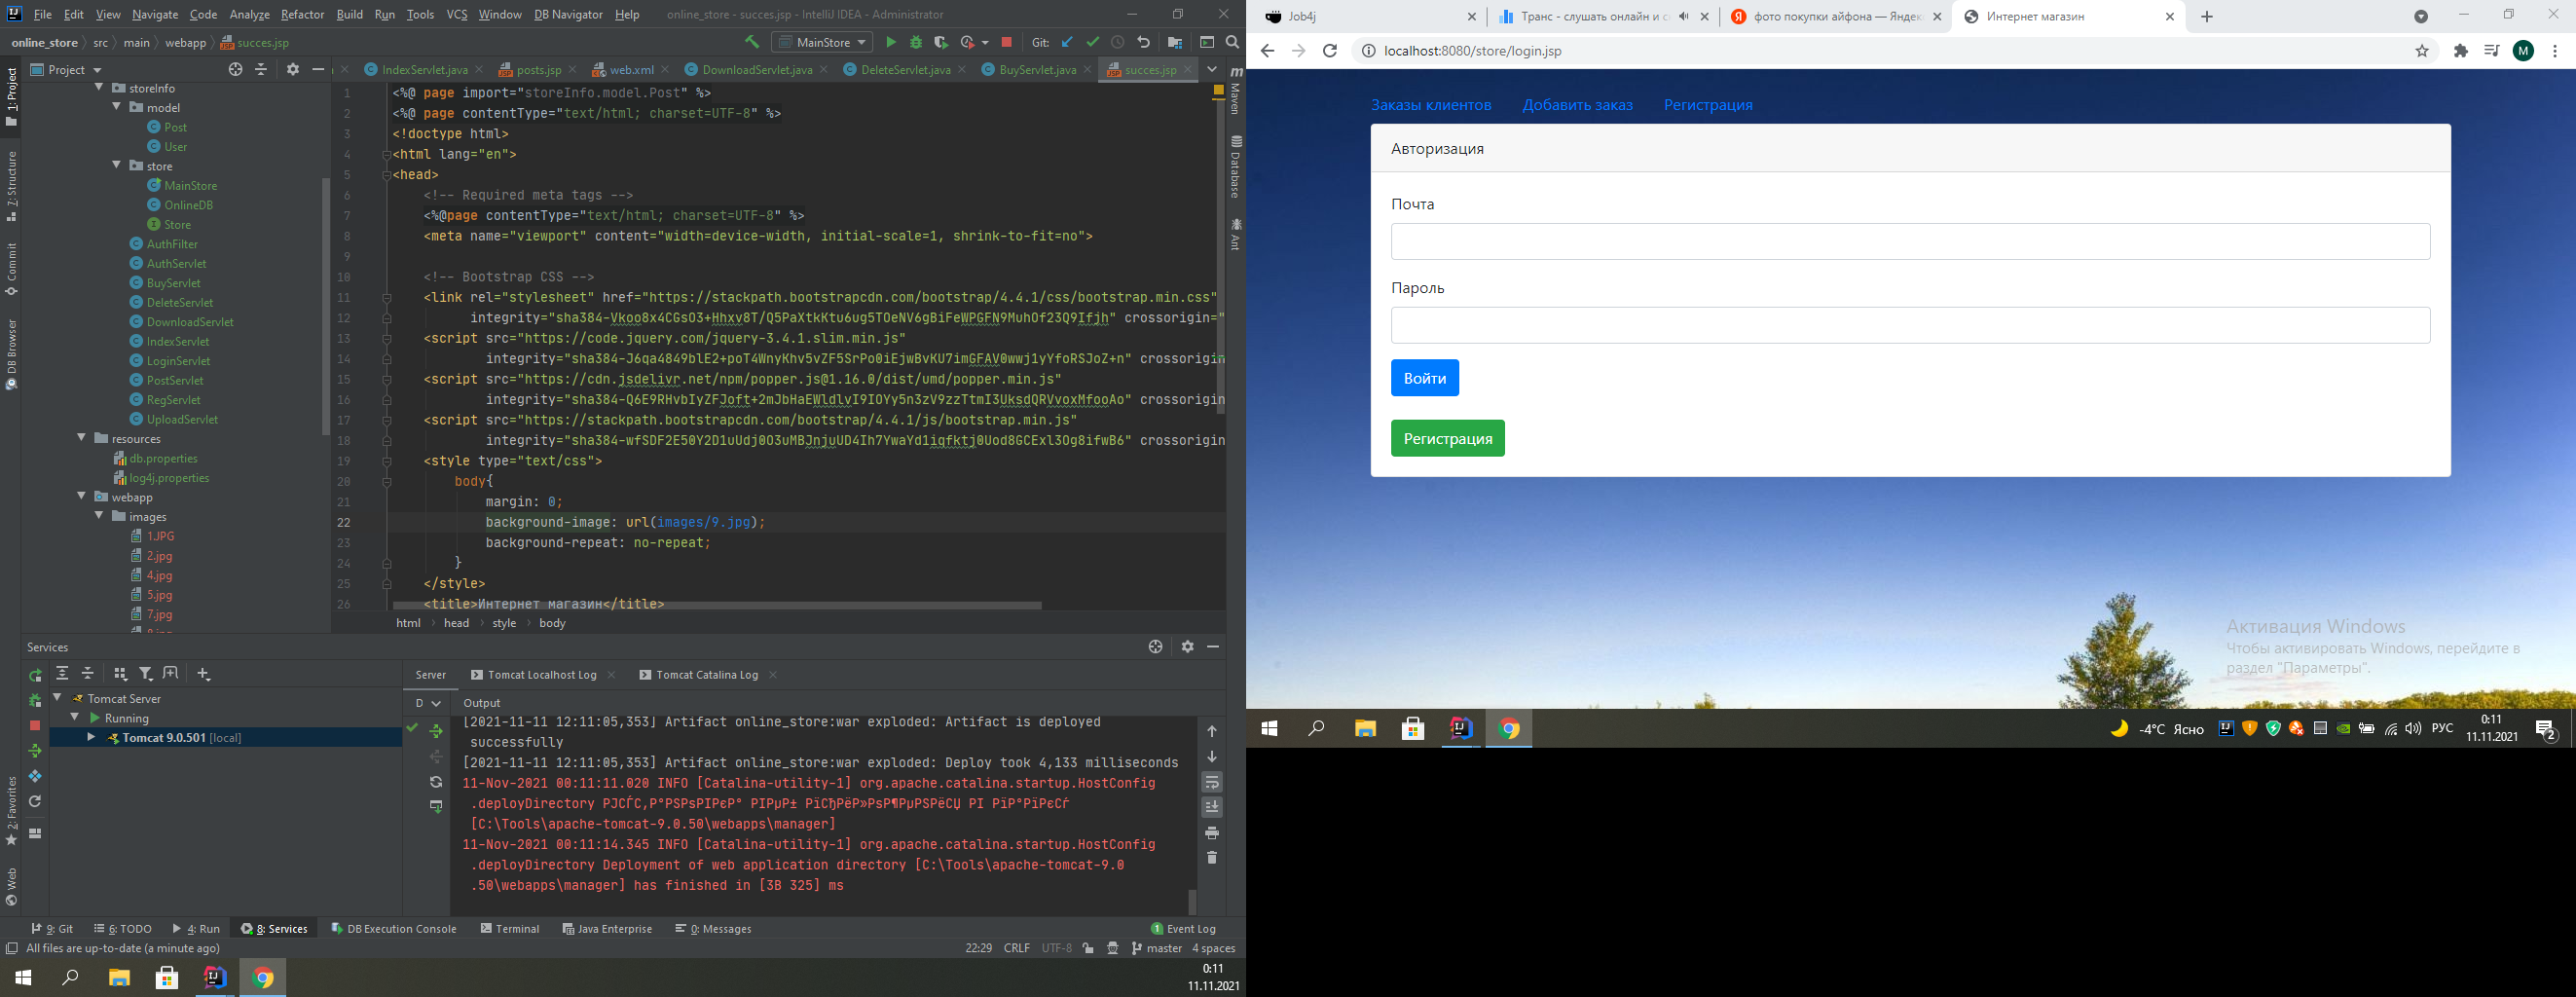 File Edit View Navigate Code Analyze Refactor Build Run Tools VCS Window DB Navigator Help online_store - succes.jsp - IntelliJ IDEA - Administrator
online_store src main webapp succes.jsp
MainStore
Git:
Project
IndexServlet.java
posts.jsp
web.xml
DownloadServlet.java
DeleteServlet.java
BuyServlet.java
succes.jsp
1: Project
7: Structure
Commit
DB Browser
2: Favorites
Web
storeInfo
model
Post
User
store
MainStore
OnlineDB
Store
AuthFilter
AuthServlet
BuyServlet
DeleteServlet
DownloadServlet
IndexServlet
LoginServlet
PostServlet
RegServlet
UploadServlet
resources
db.properties
log4j.properties
webapp
images
1.JPG
2.jpg
4.jpg
5.jpg
7.jpg
1 <%@ page import="storeInfo.model.Post" %>
2 <%@ page contentType="text/html; charset=UTF-8" %>
3 <!doctype html>
4 <html lang="en">
5 <head>
6 <!-- Required meta tags -->
7 <%@page contentType="text/html; charset=UTF-8" %>
8 <meta name="viewport" content="width=device-width, initial-scale=1, shrink-to-fit=no">
9
10 <!-- Bootstrap CSS -->
11 <link rel="stylesheet" href="https://stackpath.bootstrapcdn.com/bootstrap/4.4.1/css/bootstrap.min.css"
12 integrity="sha384-Vkoo8x4CGsO3+Hhxv8T/Q5PaXtkKtu6ug5TOeNV6gBiFeWPGFN9MuhOf23Q9Ifjh" crossorigin="
13 <script src="https://code.jquery.com/jquery-3.4.1.slim.min.js"
14 integrity="sha384-J6qa4849blE2+poT4WnyKhv5vZF5SrPo0iEjwBvKU7imGFAV0wwj1yYfoRSJoZ+n" crossorigin
15 <script src="https://cdn.jsdelivr.net/npm/popper.js@1.16.0/dist/umd/popper.min.js"
16 integrity="sha384-Q6E9RHvbIyZFJoft+2mJbHaEWldlvI9IOYy5n3zV9zzTtmI3UksdQRVvoxMfooAo" crossorigin
17 <script src="https://stackpath.bootstrapcdn.com/bootstrap/4.4.1/js/bootstrap.min.js"
18 integrity="sha384-wfSDF2E50Y2D1uUdj0O3uMBJnjuUD4Ih7YwaYd1iqfktj0Uod8GCExl3Og8ifwB6" crossorigin
19 <style type="text/css">
20 body{
21 margin: 0;
22 background-image: url(images/9.jpg);
23 background-repeat: no-repeat;
24 }
25 </style>
26 <title>Интернет магазин</title>
html head style body
Maven
Database
Ant
Services
Tomcat Server
Running
Tomcat 9.0.501 [local]
Server Tomcat Localhost Log Tomcat Catalina Log
D Output
[2021-11-11 12:11:05,353] Artifact online_store:war exploded: Artifact is deployed
successfully
[2021-11-11 12:11:05,353] Artifact online_store:war exploded: Deploy took 4,133 milliseconds
11-Nov-2021 00:11:11.020 INFO [Catalina-utility-1] org.apache.catalina.startup.HostConfig
.deployDirectory
[C:\Tools\apache-tomcat-9.0.50\webapps\manager]
11-Nov-2021 00:11:14.345 INFO [Catalina-utility-1] org.apache.catalina.startup.HostConfig
.deployDirectory Deployment of web application directory [C:\Tools\apache-tomcat-9.0
.50\webapps\manager] has finished in [3В 325] ms
9: Git 6: TODO 4: Run 8: Services DB Execution Console Terminal Java Enterprise 0: Messages 1 Event Log
All files are up-to-date (a minute ago) 22:29 CRLF UTF-8 master 4 spaces
0:11
11.11.2021
Job4j
Транс - слушать онлайн и с
фото покупки айфона — Яндекс
Интернет магазин
localhost:8080/store/login.jsp
M
Заказы клиентов Добавить заказ Регистрация
Авторизация
Почта
Пароль
Войти
Регистрация
Активация Windows
Чтобы активировать Windows, перейдите в
раздел "Параметры".
-4°C Ясно РУС 0:11
11.11.2021
2